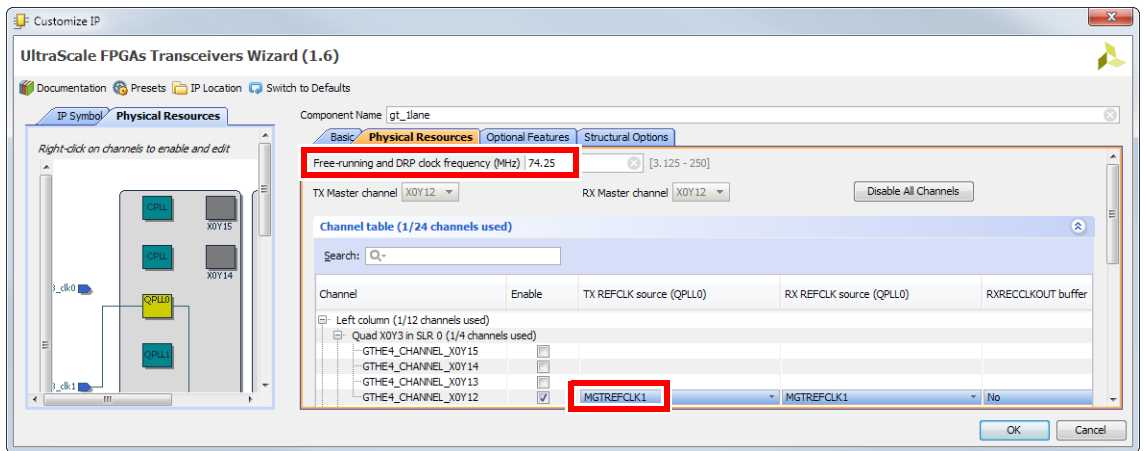 Customize IP
UltraScale FPGAs Transceivers Wizard (1.6)
Documentation Presets IP Location Switch to Defaults
IP Symbol Physical Resources
Right-click on channels to enable and edit
CPLL
X0Y15
CPLL
X0Y14
3_clk0
QPLL0
QPLL1
3_clk1
Component Name gt_1lane
Basic Physical Resources Optional Features Structural Options
Free-running and DRP clock frequency (MHz) 74.25 [3.125 - 250]
TX Master channel X0Y12 RX Master channel X0Y12 Disable All Channels
Channel table (1/24 channels used)
Search: Q-
Channel Enable TX REFCLK source (QPLL0) RX REFCLK source (QPLL0) RXRECCLKOUT buffer
Left column (1/12 channels used)
Quad X0Y3 in SLR 0 (1/4 channels used)
GTHE4_CHANNEL_X0Y15
GTHE4_CHANNEL_X0Y14
GTHE4_CHANNEL_X0Y13
GTHE4_CHANNEL_X0Y12 MGTREFCLK1 MGTREFCLK1 No
OK Cancel